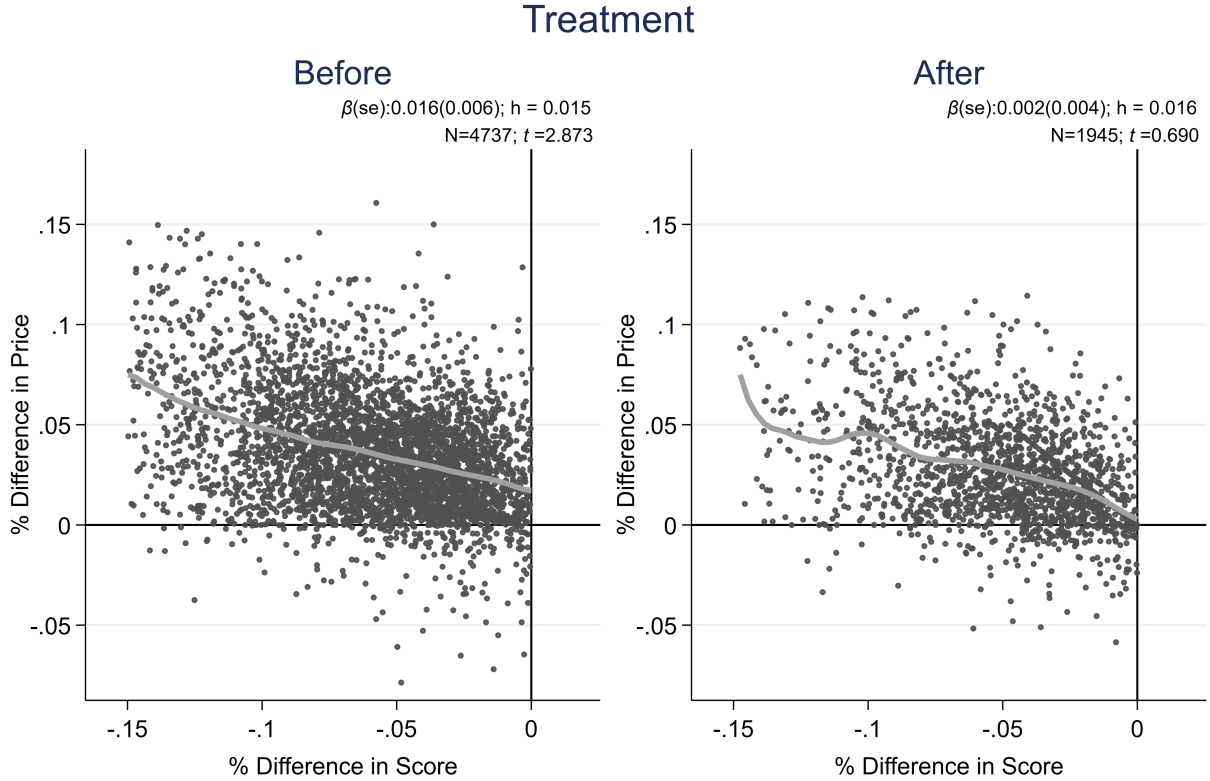 Treatment
Before
β(se):0.016(0.006); h = 0.015
N=4737; t =2.873
.15
.1
.05
0
-.05
% Difference in Price
-.15
-.1
-.05
0
% Difference in Score
After
β(se):0.002(0.004); h = 0.016
N=1945; t =0.690
.15
.1
.05
0
-.05
% Difference in Price
-.15
-.1
-.05
0
% Difference in Score